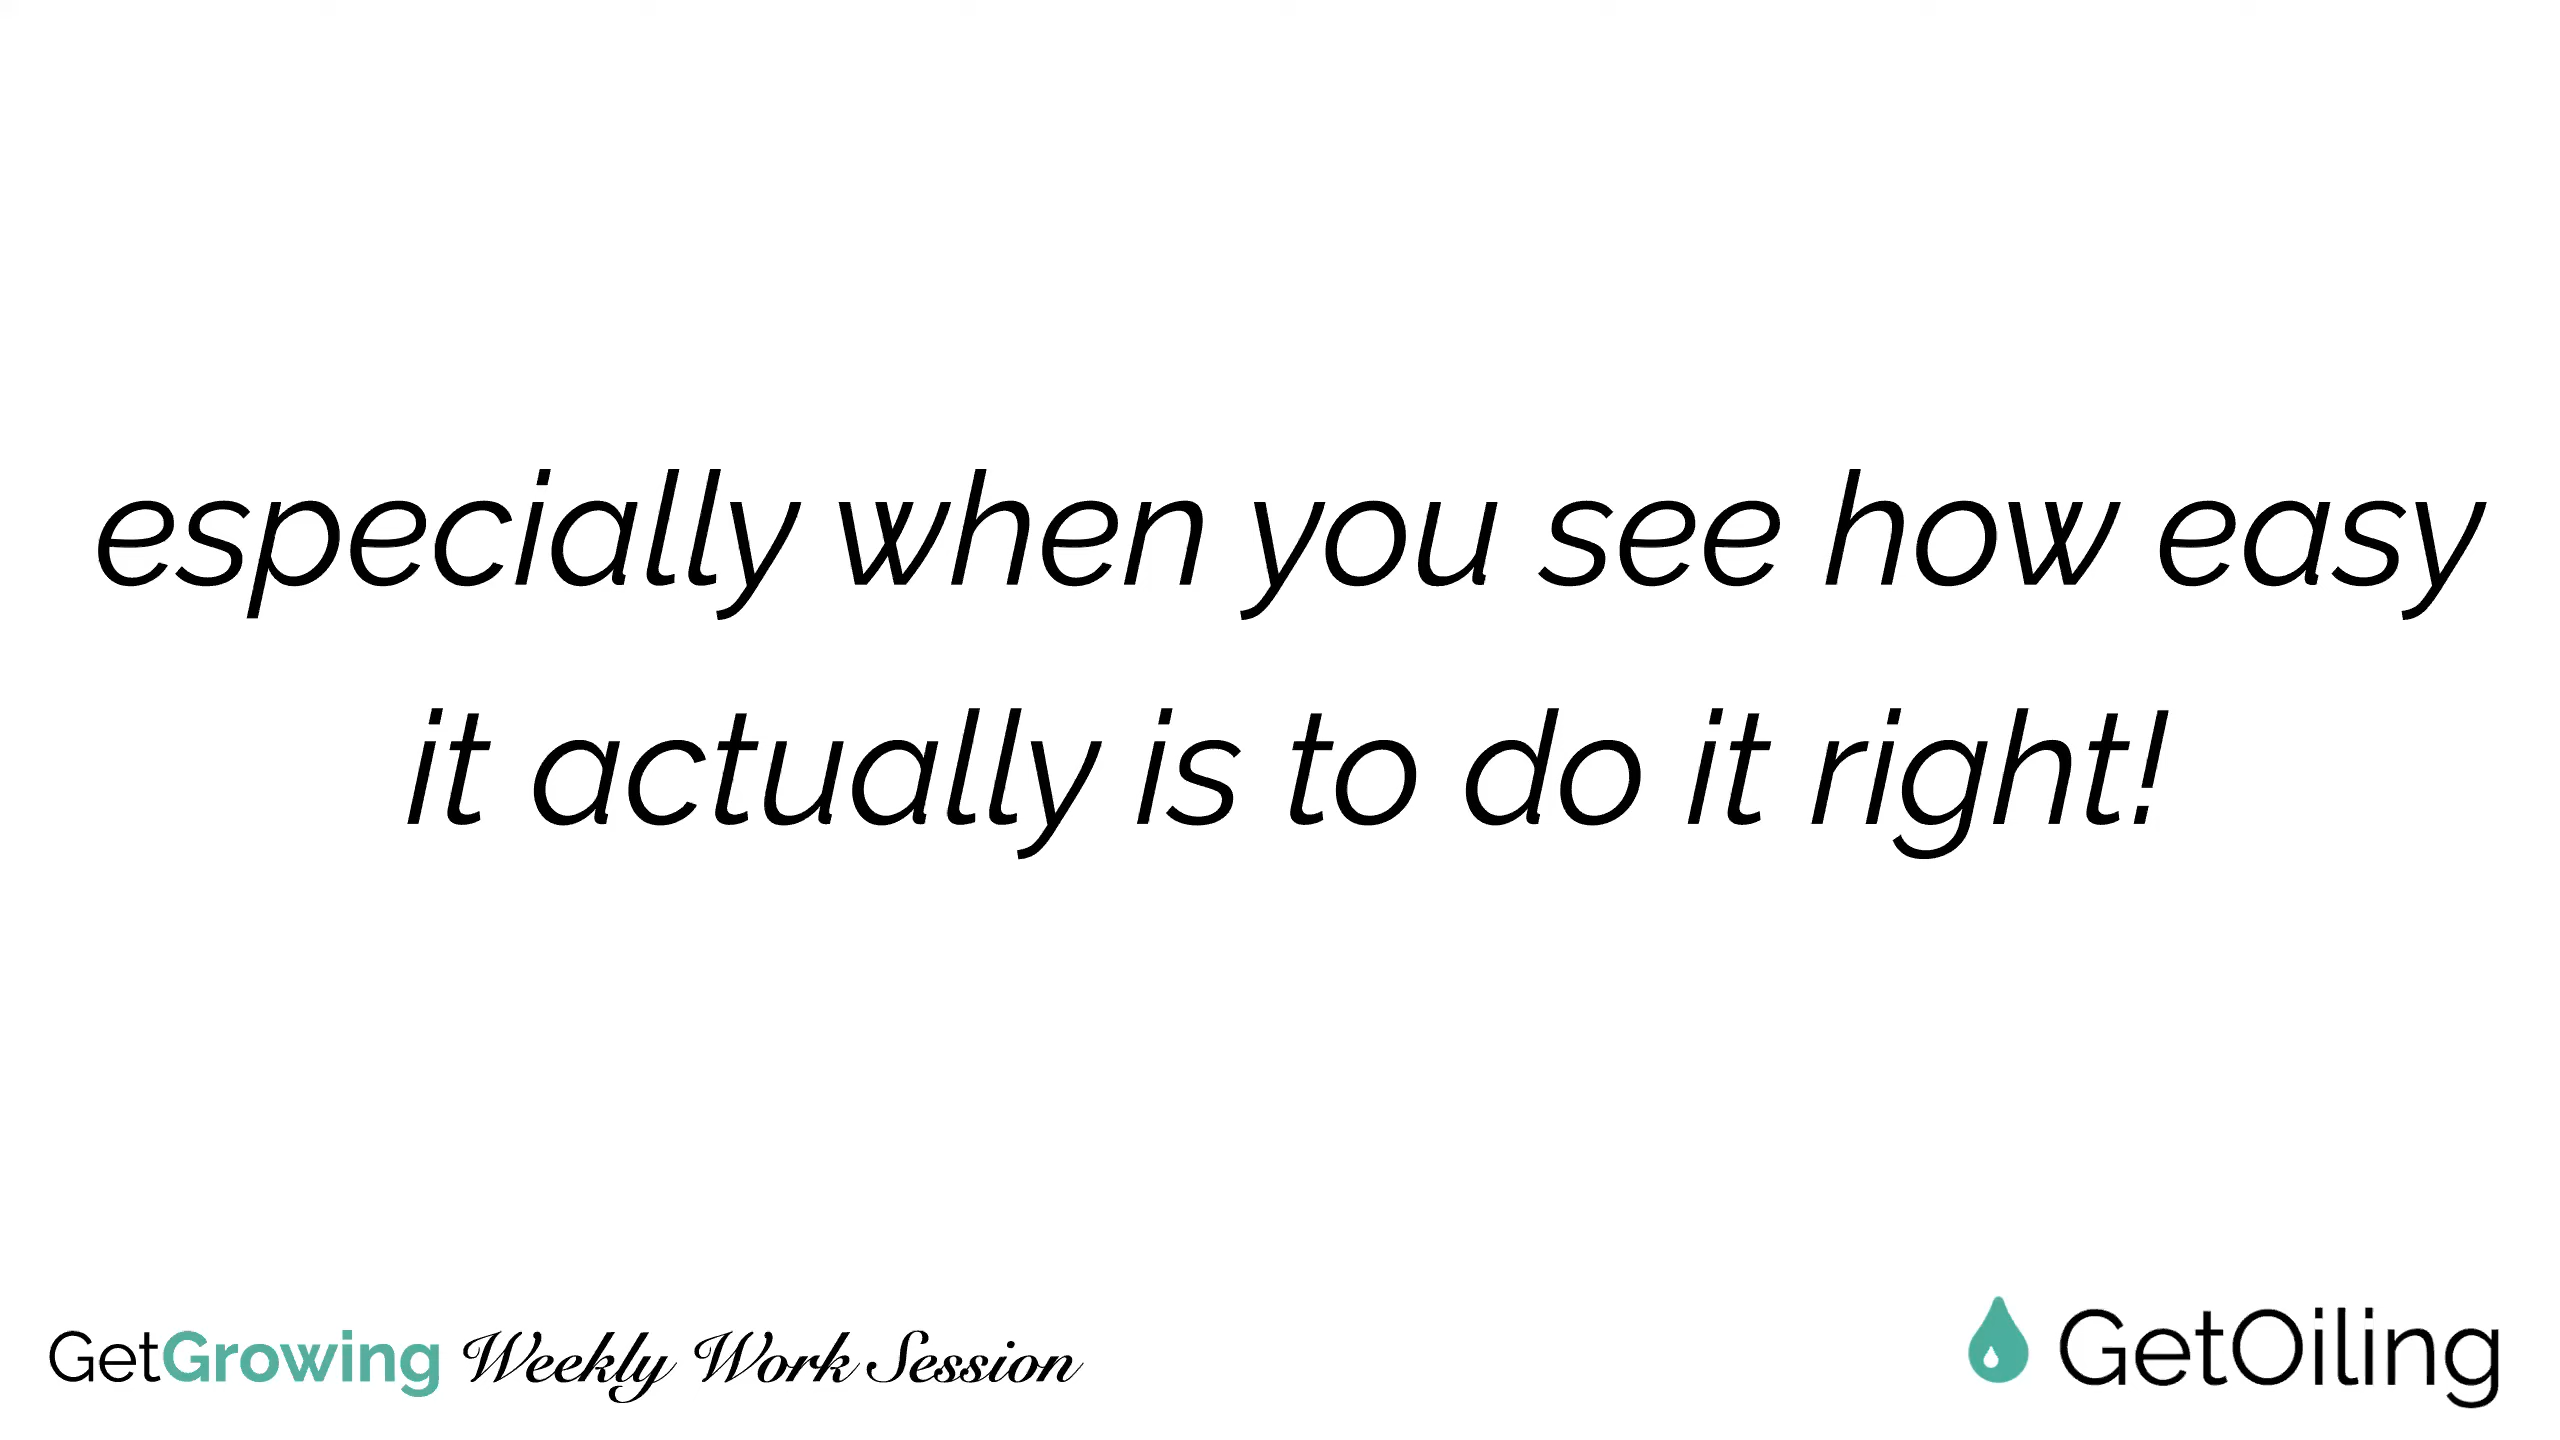 especially when you see how easy
it actually is to do it right!
GetGrowing Weekly Work Session
GetOiling